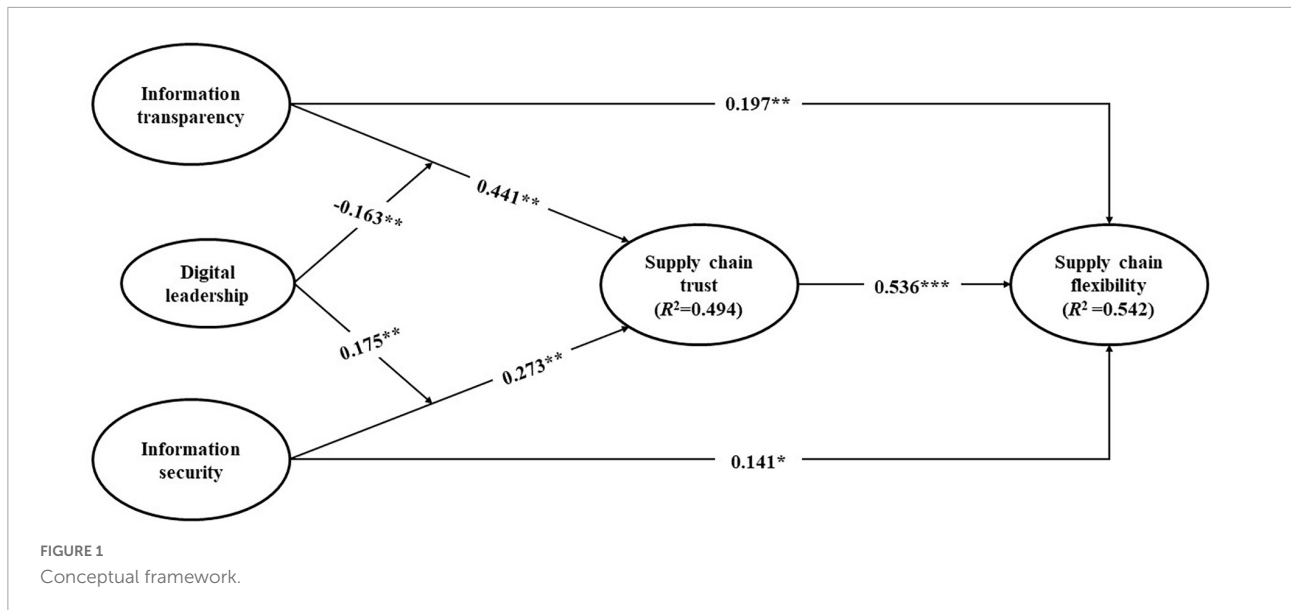 Information
transparency
0.197**
0.441**
-0.163**
Digital
leadership
Supply chain
trust
(R²=0.494)
0.536***
Supply chain
flexibility
(R² =0.542)
0.175**
0.273**
Information
security
0.141*
FIGURE 1
Conceptual framework.